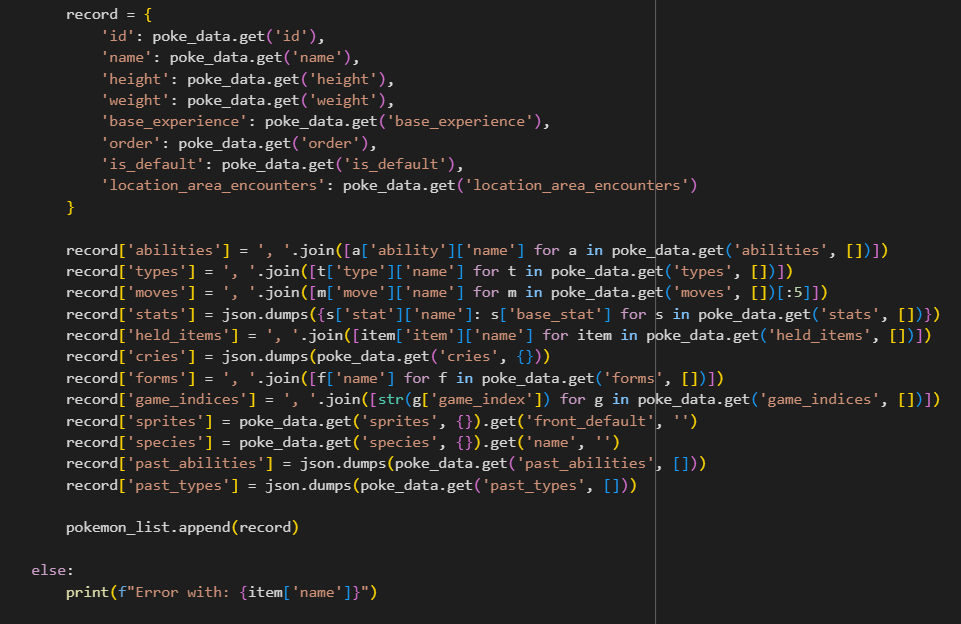 record = {
    'id': poke_data.get('id'),
    'name': poke_data.get('name'),
    'height': poke_data.get('height'),
    'weight': poke_data.get('weight'),
    'base_experience': poke_data.get('base_experience'),
    'order': poke_data.get('order'),
    'is_default': poke_data.get('is_default'),
    'location_area_encounters': poke_data.get('location_area_encounters')
}
record['abilities'] = ', '.join([a['ability']['name'] for a in poke_data.get('abilities', [])])
record['types'] = ', '.join([t['type']['name'] for t in poke_data.get('types', [])])
record['moves'] = ', '.join([m['move']['name'] for m in poke_data.get('moves', [])[:5]])
record['stats'] = json.dumps({s['stat']['name']: s['base_stat'] for s in poke_data.get('stats', [])})
record['held_items'] = ', '.join([item['item']['name'] for item in poke_data.get('held_items', [])])
record['cries'] = json.dumps(poke_data.get('cries', {}))
record['forms'] = ', '.join([f['name'] for f in poke_data.get('forms', [])])
record['game_indices'] = ', '.join([str(g['game_index']) for g in poke_data.get('game_indices', [])])
record['sprites'] = poke_data.get('sprites', {}).get('front_default', '')
record['species'] = poke_data.get('species', {}).get('name', '')
record['past_abilities'] = json.dumps(poke_data.get('past_abilities', []))
record['past_types'] = json.dumps(poke_data.get('past_types', []))
pokemon_list.append(record)
else:
    print(f"Error with: {item['name']}")